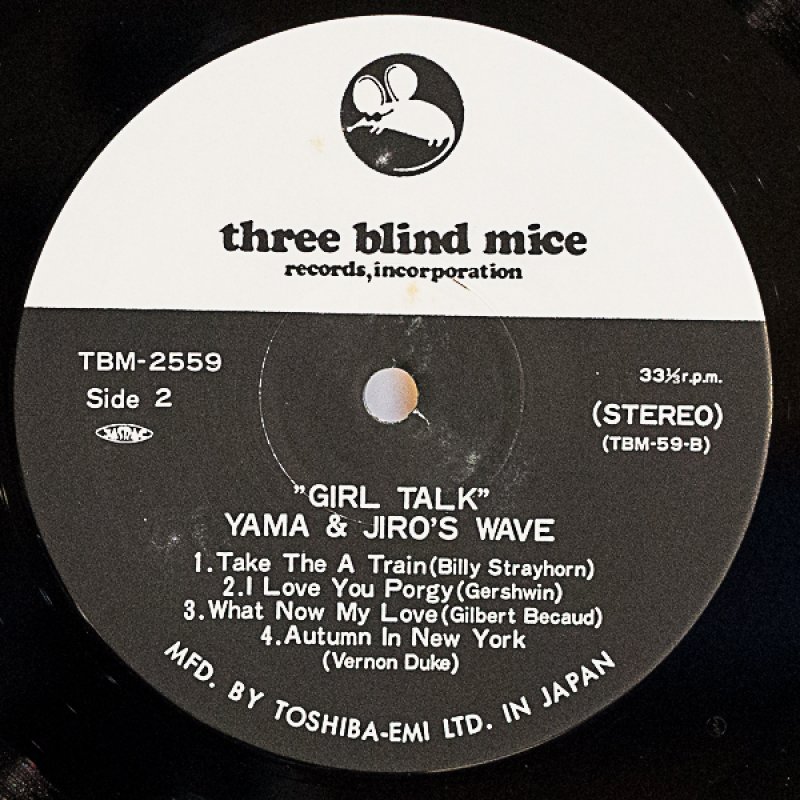 three blind mice
records, incorporation
TBM-2559
Side 2
JASRAC
33⅓ r.p.m.
(STEREO)
(TBM-59-B)
"GIRL TALK"
YAMA & JIRO'S WAVE
1.Take The A Train(Billy Strayhorn)
2.I Love You Porgy(Gershwin)
3.What Now My Love(Gilbert Becaud)
4.Autumn In New York
(Vernon Duke)
MFD. BY TOSHIBA-EMI LTD. IN JAPAN